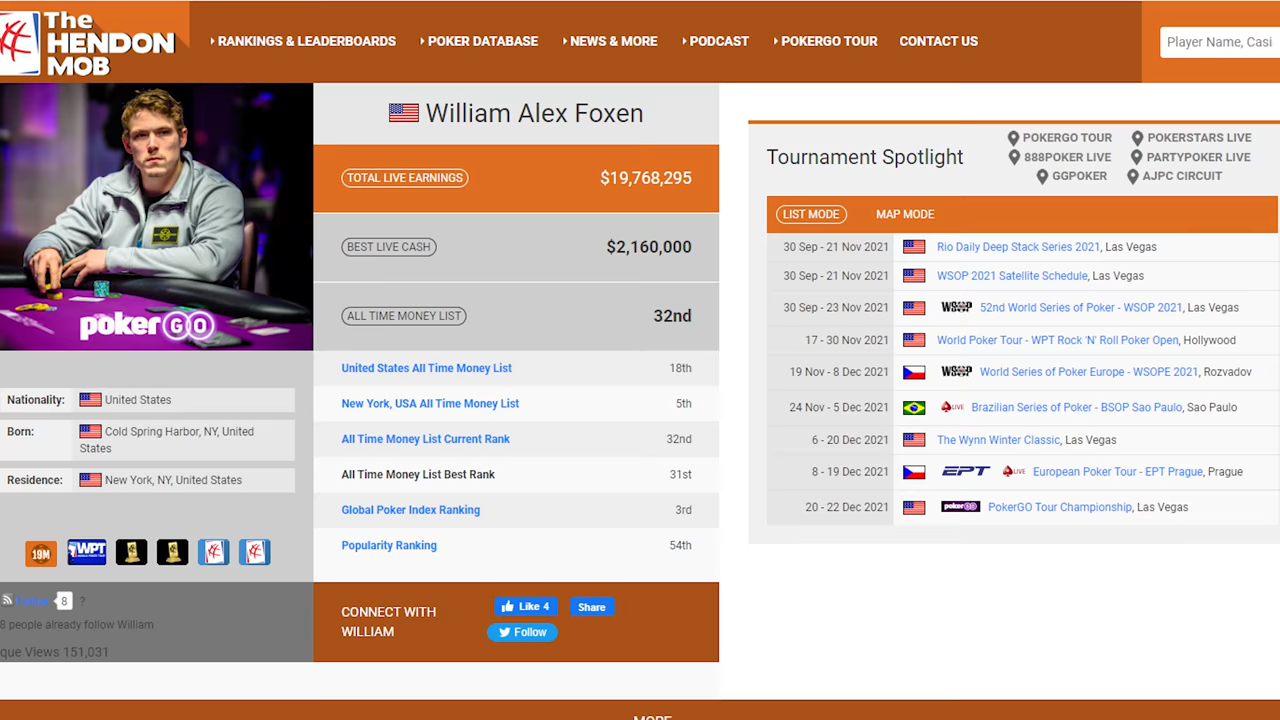 The
HENDON
MOB
RANKINGS & LEADERBOARDS
POKER DATABASE
NEWS & MORE
PODCAST
POKERGO TOUR
CONTACT US
Player Name, Casi
pokerGO
William Alex Foxen
TOTAL LIVE EARNINGS $19,768,295
BEST LIVE CASH $2,160,000
ALL TIME MONEY LIST 32nd
United States All Time Money List 18th
New York, USA All Time Money List 5th
All Time Money List Current Rank 32nd
All Time Money List Best Rank 31st
Global Poker Index Ranking 3rd
Popularity Ranking 54th
Nationality: United States
Born: Cold Spring Harbor, NY, United
States
Residence: New York, NY, United States
19M
WPT
Follow 8 ?
8 people already follow William
que Views 151,031
CONNECT WITH
WILLIAM
Like 4
Share
Follow
Tournament Spotlight
POKERGO TOUR
POKERSTARS LIVE
888POKER LIVE
PARTYPOKER LIVE
GGPOKER
AJPC CIRCUIT
LIST MODE
MAP MODE
30 Sep - 21 Nov 2021 Rio Daily Deep Stack Series 2021, Las Vegas
30 Sep - 21 Nov 2021 WSOP 2021 Satellite Schedule, Las Vegas
30 Sep - 23 Nov 2021 WSOP 52nd World Series of Poker - WSOP 2021, Las Vegas
17 - 30 Nov 2021 World Poker Tour - WPT Rock 'N' Roll Poker Open, Hollywood
19 Nov - 8 Dec 2021 WSOP World Series of Poker Europe - WSOPE 2021, Rozvadov
24 Nov - 5 Dec 2021 LIVE Brazilian Series of Poker - BSOP Sao Paulo, Sao Paulo
6 - 20 Dec 2021 The Wynn Winter Classic, Las Vegas
8 - 19 Dec 2021 EPT LIVE European Poker Tour - EPT Prague, Prague
20 - 22 Dec 2021 pokerGO PokerGO Tour Championship, Las Vegas
MORE